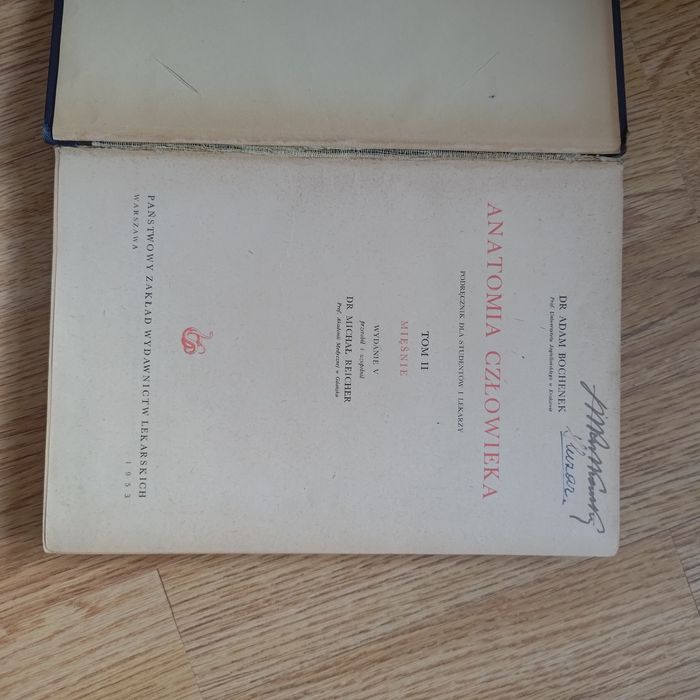 DR ADAM BOCHENEK
Prof. Uniwersytetu Jagiellońskiego w Krakowie
ANATOMIA CZŁOWIEKA
PODRĘCZNIK DLA STUDENTÓW I LEKARZY
TOM II
MIĘŚNIE
WYDANIE V
przerobił i uzupełnił
DR MICHAŁ REICHER
Prof. Akademii Medycznej w Gdańsku
PAŃSTWOWY ZAKŁAD WYDAWNICTW LEKARSKICH
WARSZAWA
1953